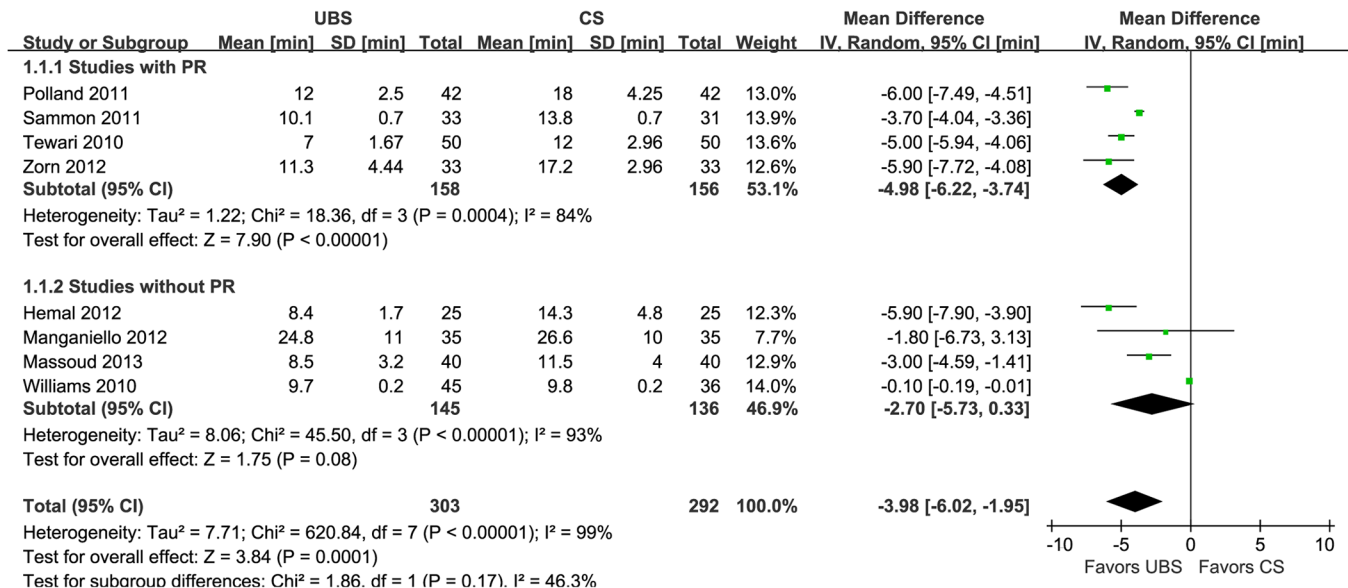 UBS CS Mean Difference Mean Difference
Study or Subgroup Mean [min] SD [min] Total Mean [min] SD [min] Total Weight IV, Random, 95% CI [min] IV, Random, 95% CI [min]
1.1.1 Studies with PR
Polland 2011 12 2.5 42 18 4.25 42 13.0% -6.00 [-7.49, -4.51]
Sammon 2011 10.1 0.7 33 13.8 0.7 31 13.9% -3.70 [-4.04, -3.36]
Tewari 2010 7 1.67 50 12 2.96 50 13.6% -5.00 [-5.94, -4.06]
Zorn 2012 11.3 4.44 33 17.2 2.96 33 12.6% -5.90 [-7.72, -4.08]
Subtotal (95% CI) 158 156 53.1% -4.98 [-6.22, -3.74]
Heterogeneity: Tau² = 1.22; Chi² = 18.36, df = 3 (P = 0.0004); I² = 84%
Test for overall effect: Z = 7.90 (P < 0.00001)
1.1.2 Studies without PR
Hemal 2012 8.4 1.7 25 14.3 4.8 25 12.3% -5.90 [-7.90, -3.90]
Manganiello 2012 24.8 11 35 26.6 10 35 7.7% -1.80 [-6.73, 3.13]
Massoud 2013 8.5 3.2 40 11.5 4 40 12.9% -3.00 [-4.59, -1.41]
Williams 2010 9.7 0.2 45 9.8 0.2 36 14.0% -0.10 [-0.19, -0.01]
Subtotal (95% CI) 145 136 46.9% -2.70 [-5.73, 0.33]
Heterogeneity: Tau² = 8.06; Chi² = 45.50, df = 3 (P < 0.00001); I² = 93%
Test for overall effect: Z = 1.75 (P = 0.08)
Total (95% CI) 303 292 100.0% -3.98 [-6.02, -1.95]
Heterogeneity: Tau² = 7.71; Chi² = 620.84, df = 7 (P < 0.00001); I² = 99%
Test for overall effect: Z = 3.84 (P = 0.0001)
Test for subgroup differences: Chi² = 1.86, df = 1 (P = 0.17), I² = 46.3%
-10 -5 0 5 10
Favors UBS Favors CS